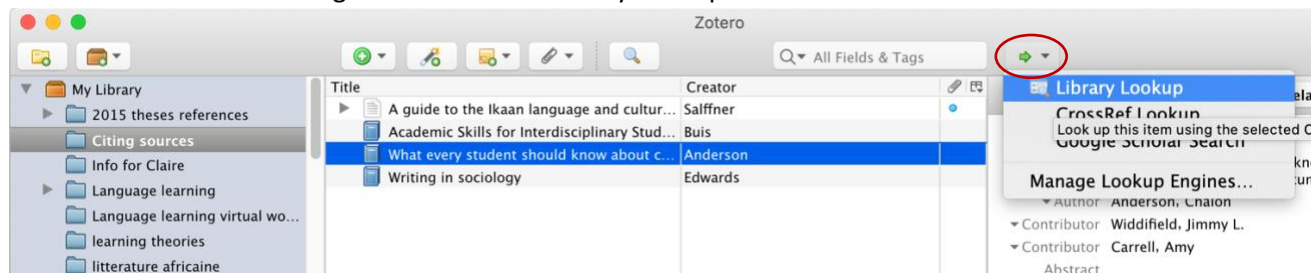 Zotero
All Fields & Tags
My Library
2015 theses references
Citing sources
Info for Claire
Language learning
Language learning virtual wo...
learning theories
litterature africaine
Title Creator
A guide to the Ikaan language and cultur... Salffner
Academic Skills for Interdisciplinary Stud... Buis
What every student should know about c... Anderson
Writing in sociology Edwards
Library Lookup
CrossRef Lookup
Look up this item using the selected
Google Scholar Search
Manage Lookup Engines...
Author Anderson, Chalon
Contributor Widdifield, Jimmy L.
Contributor Carrell, Amy
Abstract